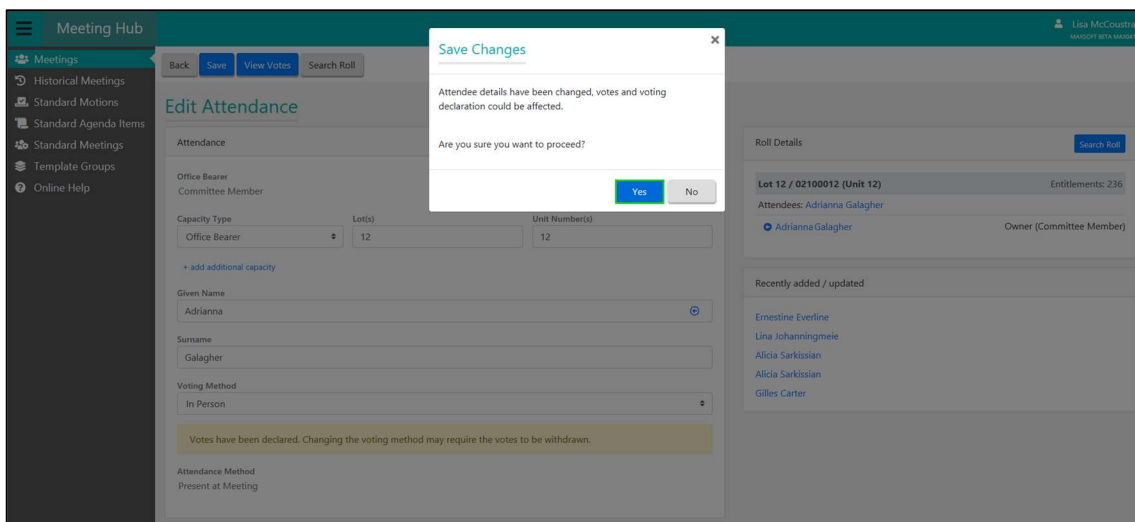 Meeting Hub
Lisa McCoustra
MAXSOFT BETA MAX041
Meetings
Historical Meetings
Standard Motions
Standard Agenda Items
Standard Meetings
Template Groups
Online Help
Back Save View Votes Search Roll
Edit Attendance
Attendance
Office Bearer
Committee Member
Capacity Type Lot(s) Unit Number(s)
Office Bearer 12 12
+ add additional capacity
Given Name
Adrianna
Surname
Galagher
Voting Method
In Person
Votes have been declared. Changing the voting method may require the votes to be withdrawn.
Attendance Method
Present at Meeting
Save Changes
×
Attendee details have been changed, votes and voting
declaration could be affected.
Are you sure you want to proceed?
Yes No
Roll Details Search Roll
Lot 12 / 02100012 (Unit 12) Entitlements: 236
Attendees: Adrianna Galagher
Adrianna Galagher Owner (Committee Member)
Recently added / updated
Ernestine Everline
Lina Johanningmeie
Alicia Sarkissian
Alicia Sarkissian
Gilles Carter